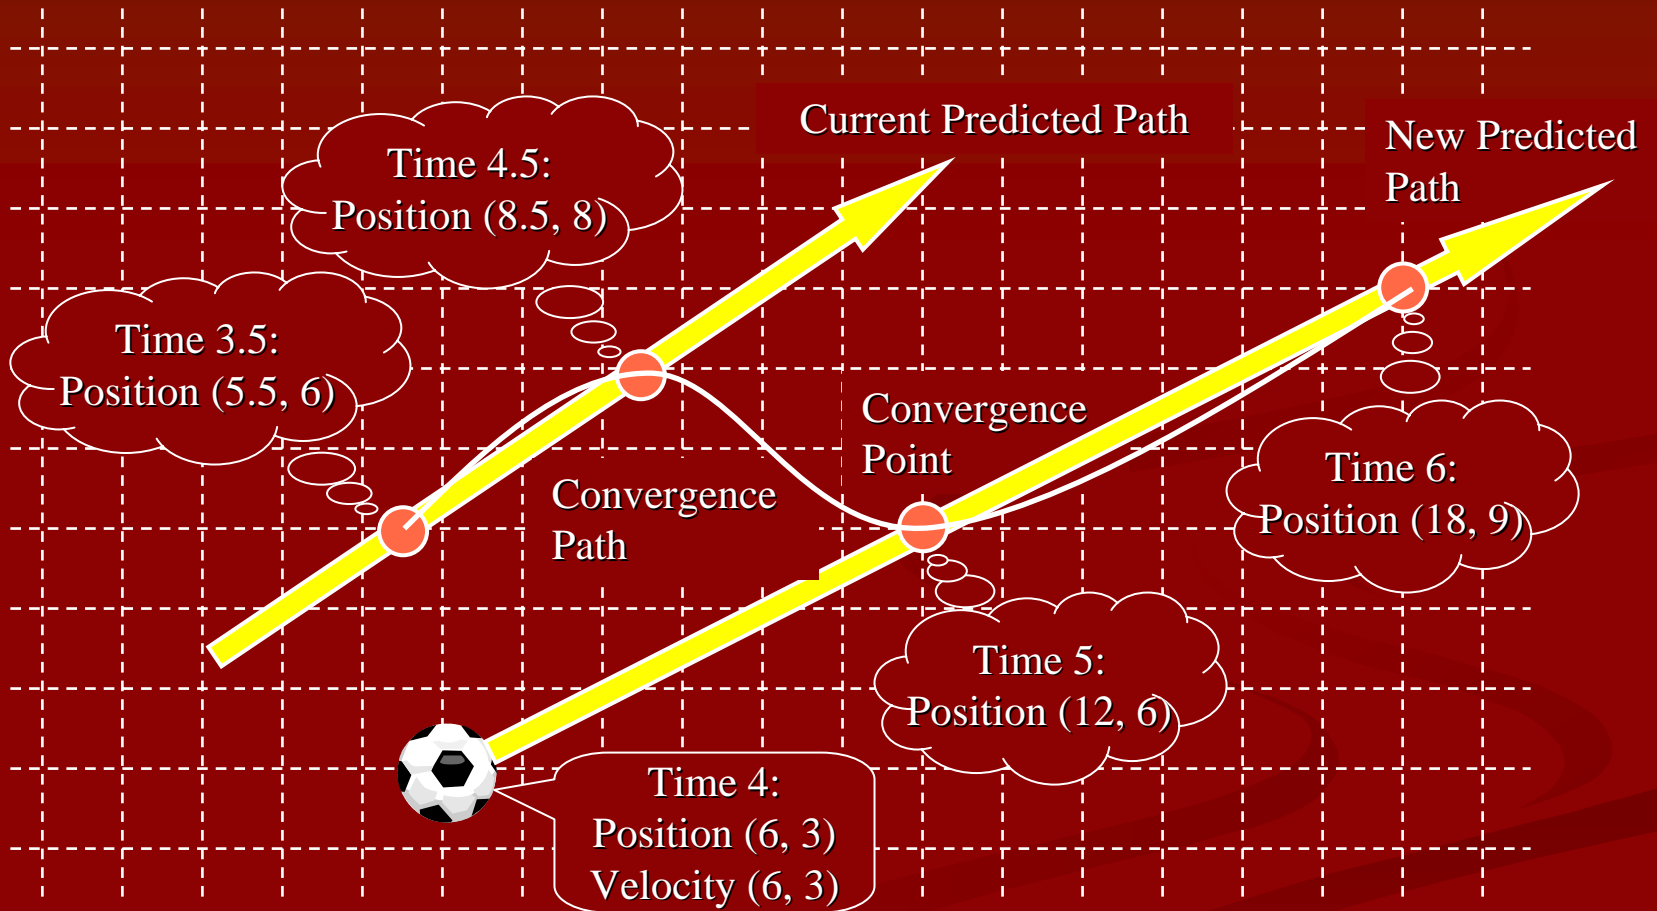 Current Predicted Path
New Predicted
Path
Time 4.5:
Position (8.5, 8)
Time 3.5:
Position (5.5, 6)
Convergence
Point
Convergence
Path
Time 6:
Position (18, 9)
Time 5:
Position (12, 6)
Time 4:
Position (6, 3)
Velocity (6, 3)